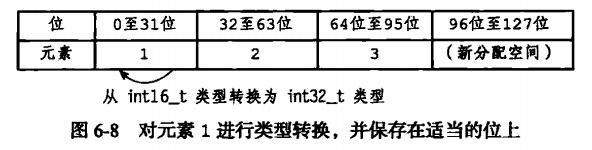 位 0至31位 32至63位 64位至95位 96位至127位
元素 1 2 3 (新分配空间)
从 int16_t 类型转换为 int32_t 类型
图 6-8 对元素 1 进行类型转换，并保存在适当的位上